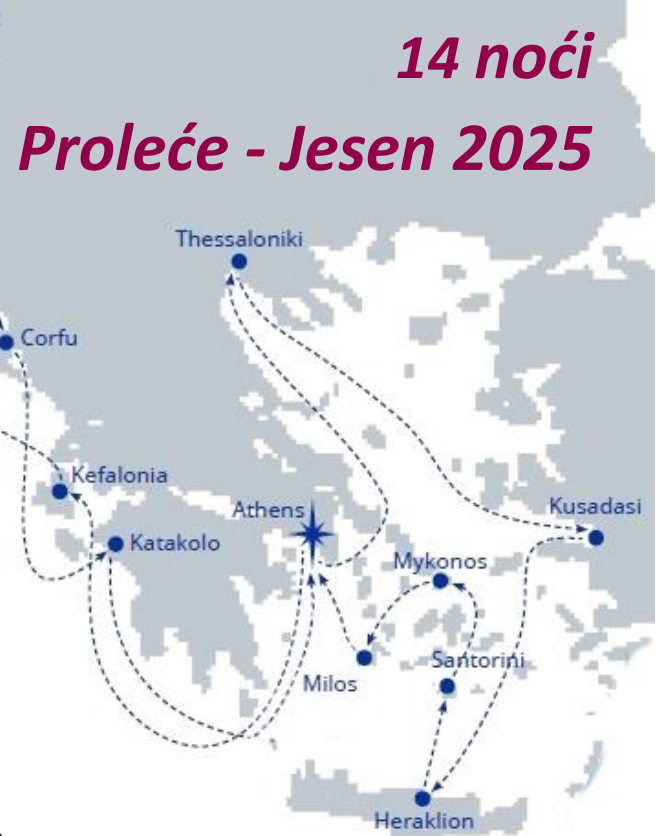 14 noći
Proleće - Jesen 2025
Thessaloniki
Corfu
Kefalonia
Athens
Kusadasi
Katakolo
Mykonos
Santorini
Milos
Heraklion